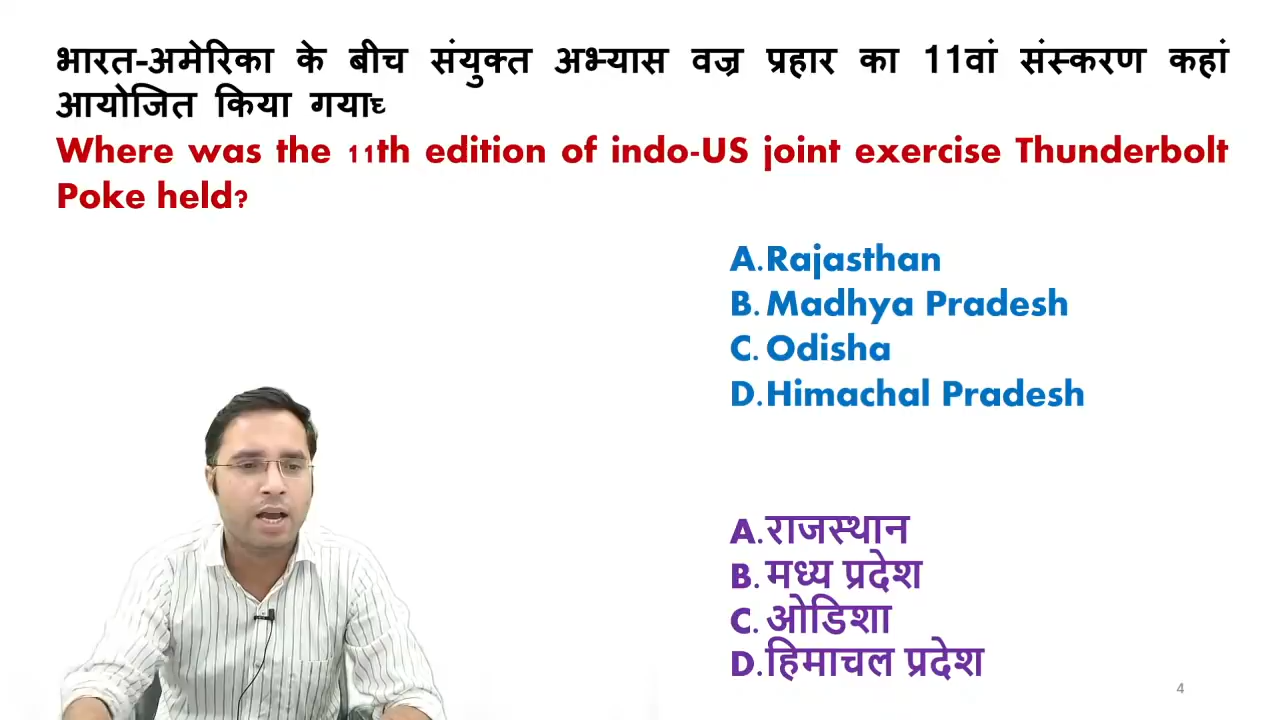 भारत-अमेरिका के बीच संयुक्त अभ्यास वज्र प्रहार का 11वां संस्करण कहां
आयोजित किया गयाच्
Where was the 11th edition of indo-US joint exercise Thunderbolt
Poke held?
A.Rajasthan
B. Madhya Pradesh
C. Odisha
D.Himachal Pradesh
A.राजस्थान
B. मध्य प्रदेश
C. ओडिशा
D.हिमाचल प्रदेश
4